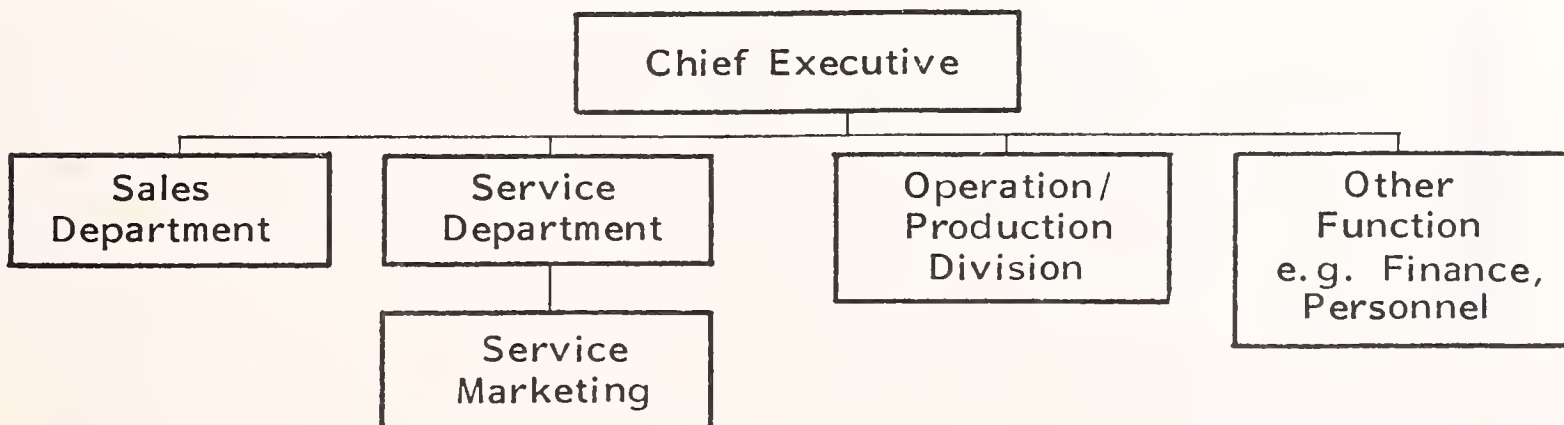 Chief Executive
Sales
Department
Service
Department
Operation/
Production
Division
Other
Function
e.g. Finance,
Personnel
Service
Marketing